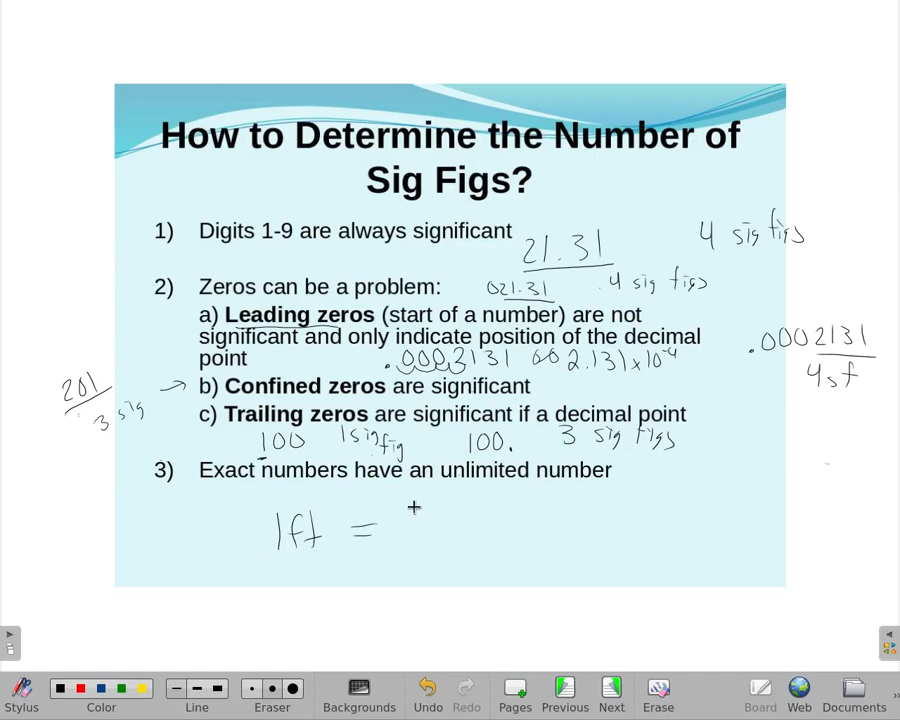 How to Determine the Number of
Sig Figs?
1) Digits 1-9 are always significant
21.31
4 sig figs
2) Zeros can be a problem:
021.31 4 sig figs
a) Leading zeros (start of a number) are not
significant and only indicate position of the decimal
point
.0002131 2.131x10-4
.0002131
4 sf
201
3 sig
b) Confined zeros are significant
c) Trailing zeros are significant if a decimal point
100 1 sig fig 100. 3 sig figs
3) Exact numbers have an unlimited number
1ft =
Stylus
Color
Line
Eraser
Backgrounds
Undo
Redo
Pages
Previous
Next
Erase
Board
Web
Documents